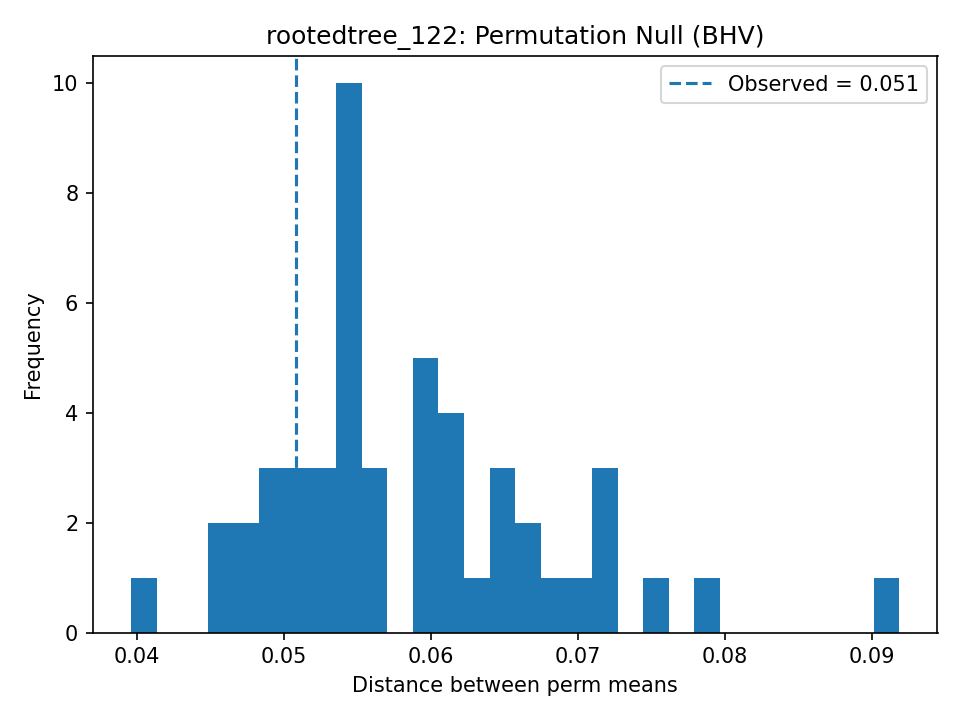 rootedtree_122: Permutation Null (BHV)
Observed = 0.051
10
8
6
4
2
0
Frequency
0.04 0.05 0.06 0.07 0.08 0.09
Distance between perm means